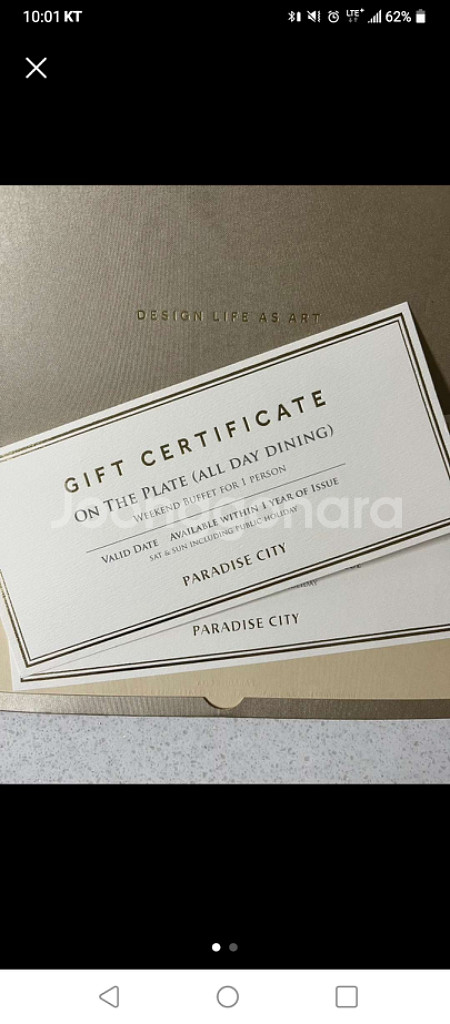 10:01 KT
LTE+
62%
DESIGN LIFE AS ART
GIFT CERTIFICATE
ON THE PLATE (ALL DAY DINING)
WEEKEND BUFFET FOR 1 PERSON
VALID DATE AVAILABLE WITHIN 1 YEAR OF ISSUE
SAT & SUN INCLUDING PUBLIC HOLIDAY
Joonggonara
PARADISE CITY
PARADISE CITY